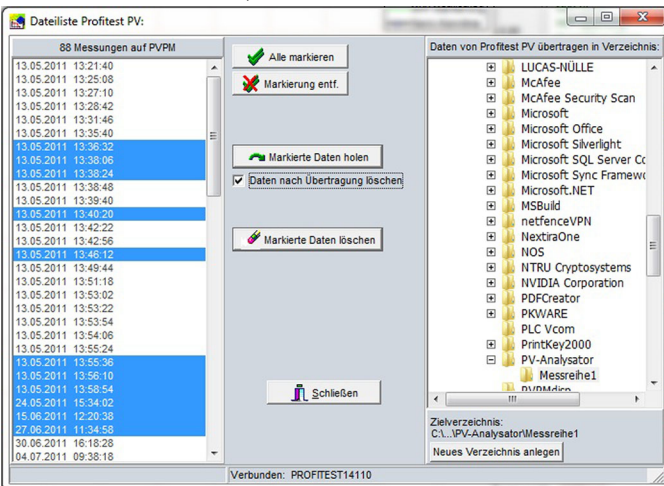 Dateiliste Profitest PV:
88 Messungen auf PVPM
13.05.2011 13:21:40
13.05.2011 13:25:08
13.05.2011 13:27:10
13.05.2011 13:28:42
13.05.2011 13:31:46
13.05.2011 13:35:40
13.05.2011 13:36:32
13.05.2011 13:38:06
13.05.2011 13:38:24
13.05.2011 13:38:48
13.05.2011 13:39:40
13.05.2011 13:40:20
13.05.2011 13:42:22
13.05.2011 13:42:56
13.05.2011 13:46:12
13.05.2011 13:49:44
13.05.2011 13:51:18
13.05.2011 13:53:02
13.05.2011 13:53:22
13.05.2011 13:53:54
13.05.2011 13:54:06
13.05.2011 13:55:24
13.05.2011 13:55:36
13.05.2011 13:56:10
13.05.2011 13:58:54
24.05.2011 15:34:02
15.06.2011 12:20:38
27.06.2011 11:34:58
30.06.2011 16:18:28
04.07.2011 09:38:18
Alle markieren
Markierung entf.
Markierte Daten holen
Daten nach Übertragung löschen
Markierte Daten löschen
Schließen
Daten von Profitest PV übertragen in Verzeichnis:
LUCAS-NÜLLE
McAfee
McAfee Security Scan
Microsoft
Microsoft Office
Microsoft Silverlight
Microsoft SQL Server Co
Microsoft Sync Framewo
Microsoft.NET
MSBuild
netfenceVPN
NextiraOne
NOS
NTRU Cryptosystems
NVIDIA Corporation
PDFCreator
PKWARE
PLC Vcom
PrintKey2000
PV-Analysator
Messreihe1
PVPMdisp
Zielverzeichnis:
C:\...\PV-Analysator\Messreihe1
Neues Verzeichnis anlegen
Verbunden: PROFITEST14110